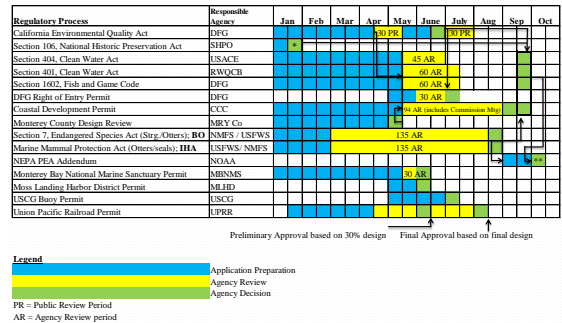 Regulatory Process Responsible Agency Jan Feb Mar Apr May June July Aug Sep Oct
California Environmental Quality Act DFG 30 PR 30 PR
Section 106, National Historic Preservation Act SHPO *
Section 404, Clean Water Act USACE 45 AR
Section 401, Clean Water Act RWQCB 60 AR
Section 1602, Fish and Game Code DFG 60 AR
DFG Right of Entry Permit DFG 30 AR
Coastal Development Permit CCC 94 AR (includes Commission Mtg)
Monterey County Design Review MRY Co
Section 7, Endangered Species Act (Strg./Otters); BO NMFS / USFWS 135 AR
Marine Mammal Protection Act (Otters/seals); IHA USFWS/ NMFS 135 AR
NEPA PEA Addendum NOAA **
Monterey Bay National Marine Sanctuary Permit MBNMS 30 AR
Moss Landing Harbor District Permit MLHD
USCG Buoy Permit USCG
Union Pacific Railroad Permit UPRR
Preliminary Approval based on 30% design Final Approval based on final design
Legend
Application Preparation
Agency Review
Agency Decision
PR = Public Review Period
AR = Agency Review period